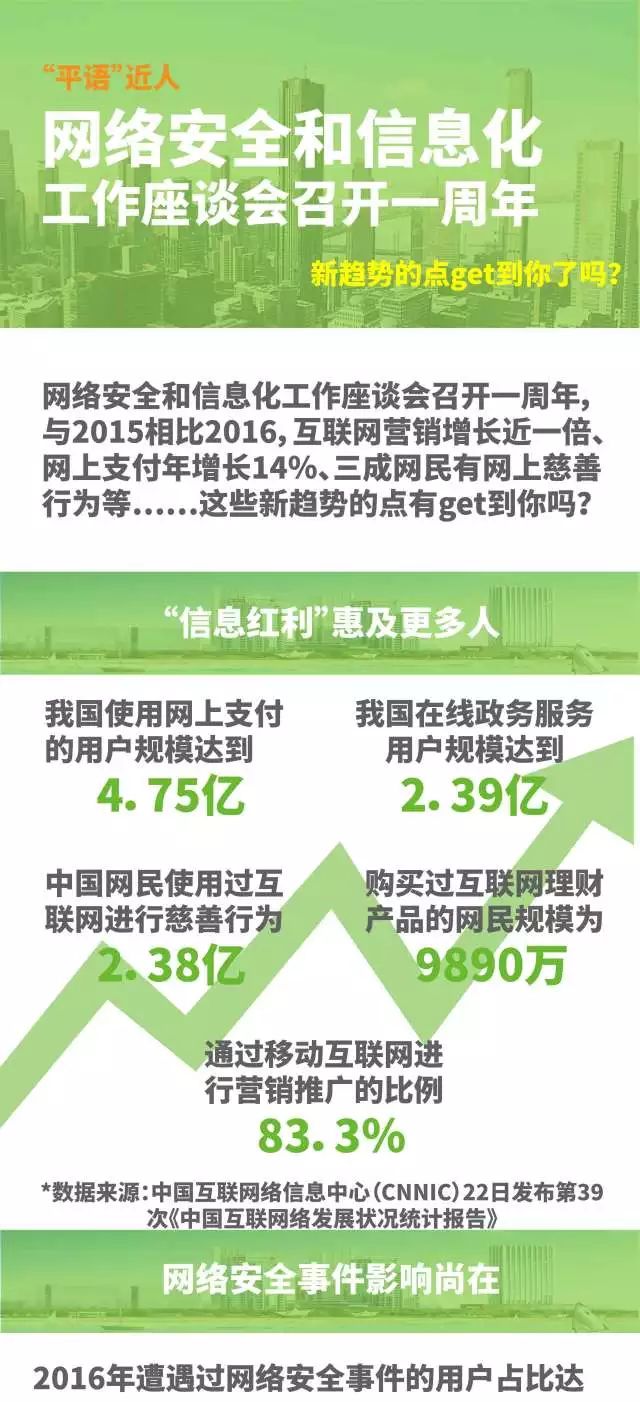 “平语”近人
网络安全和信息化
工作座谈会召开一周年
新趋势的点get到你了吗？
网络安全和信息化工作座谈会召开一周年，
与2015相比2016，互联网营销增长近一倍、
网上支付年增长14%、三成网民有网上慈善
行为等……这些新趋势的点有get到你吗？
“信息红利”惠及更多人
我国使用网上支付
的用户规模达到
4.75亿
我国在线政务服务
用户规模达到
2.39亿
中国网民使用过互
联网进行慈善行为
2.38亿
购买过互联网理财
产品的网民规模为
9890万
通过移动互联网进
行营销推广的比例
83.3%
*数据来源：中国互联网络信息中心（CNNIC）22日发布第39
次《中国互联网络发展状况统计报告》
网络安全事件影响尚在
2016年遭遇过网络安全事件的用户占比达